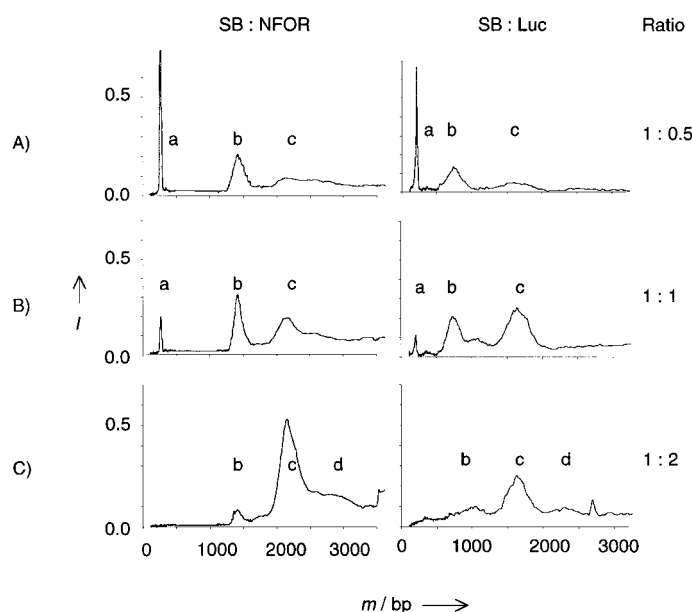 SB : NFOR SB : Luc Ratio
0.5
a b c a b c
A) 1 : 0.5
0.0
0.5
a b c a b c
B) I 1 : 1
0.0
0.5
b c d b c d
C) 1 : 2
0.0
0 1000 2000 3000 0 1000 2000 3000
m / bp